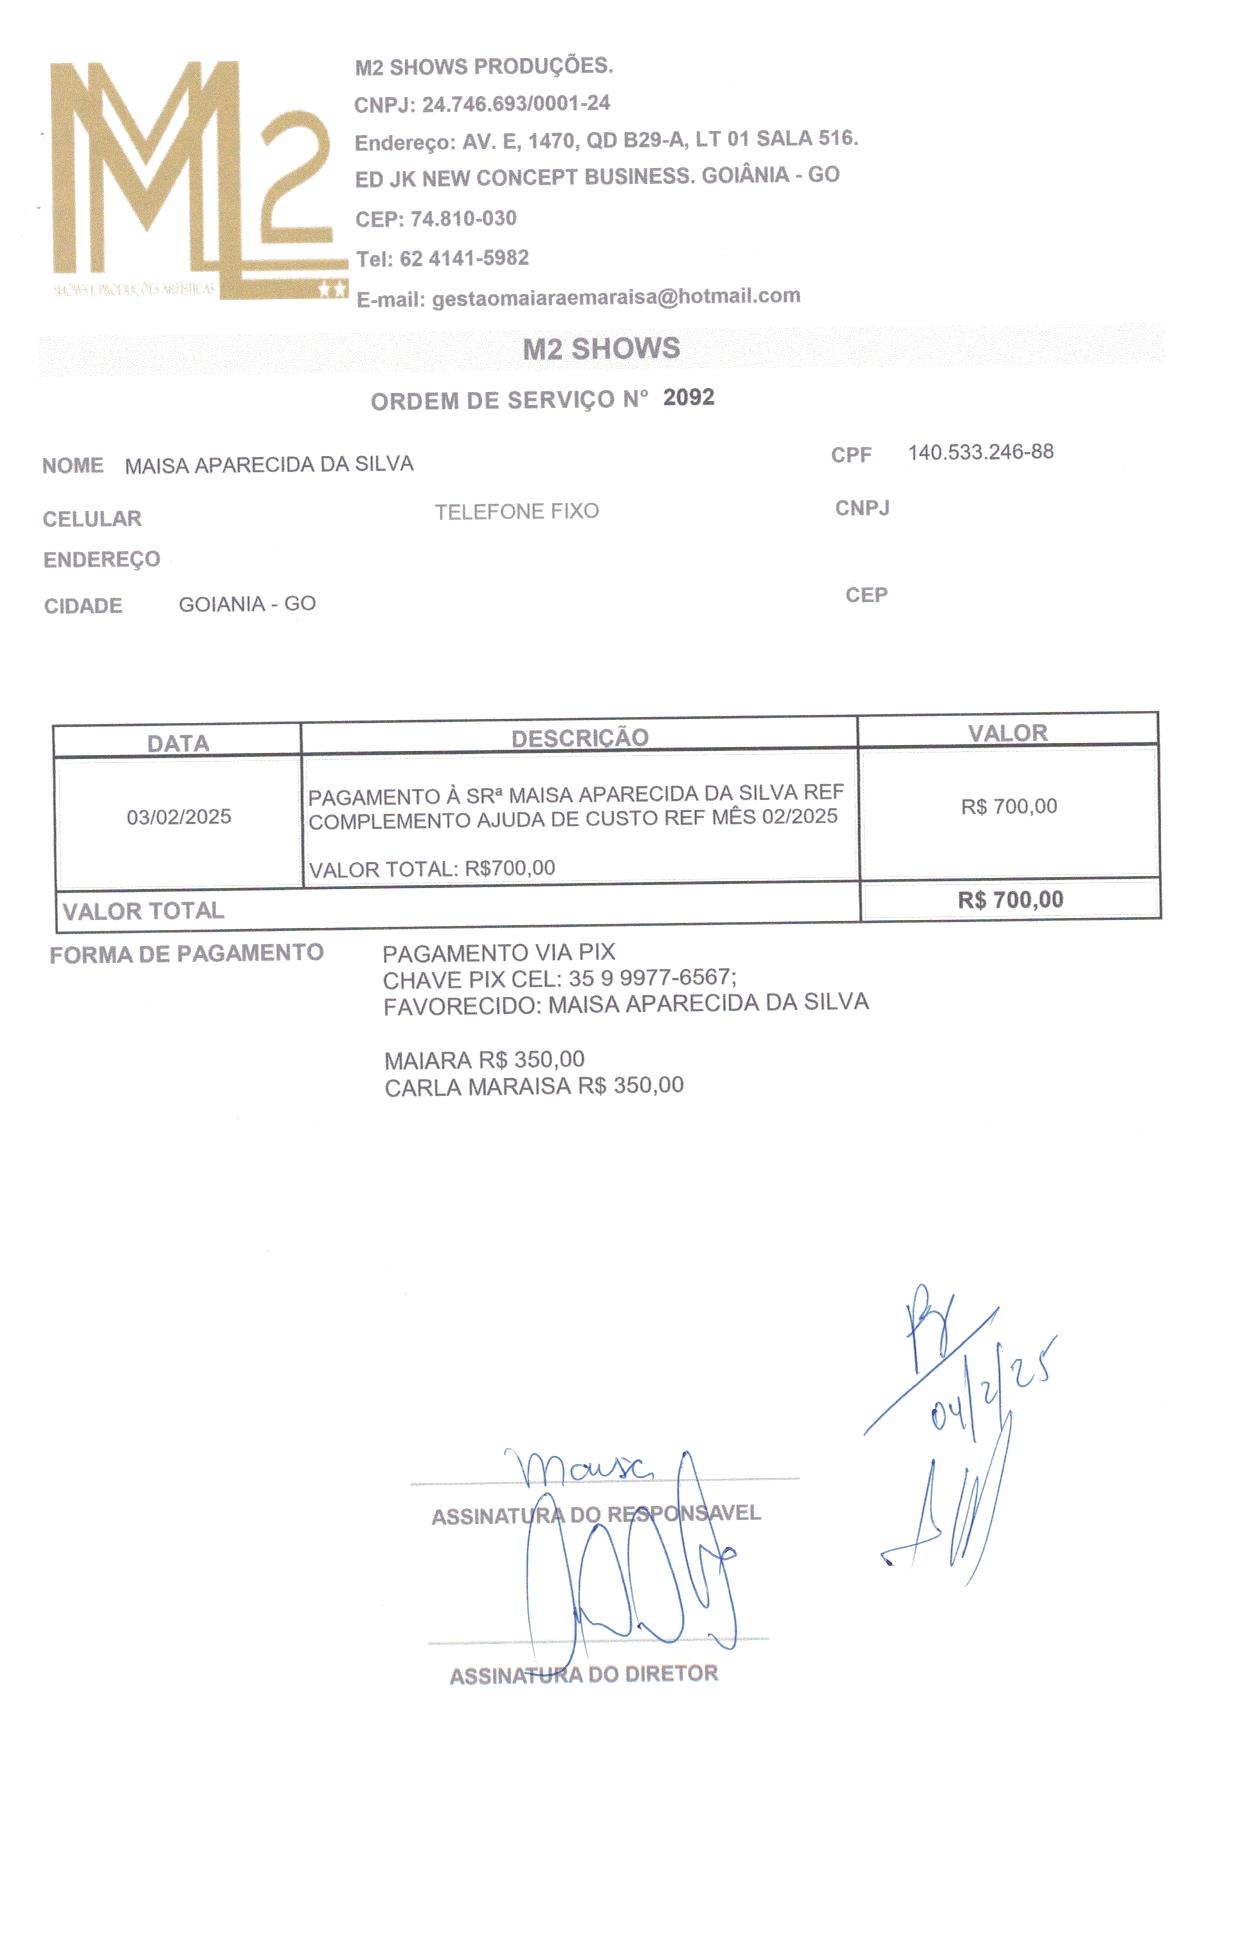 M2
SHOWS E PRODUÇÕES ARTÍSTICAS
M2 SHOWS PRODUÇÕES.
CNPJ: 24.746.693/0001-24
Endereço: AV. E, 1470, QD B29-A, LT 01 SALA 516.
ED JK NEW CONCEPT BUSINESS. GOIÂNIA - GO
CEP: 74.810-030
Tel: 62 4141-5982
E-mail: gestaomaiaraemaraisa@hotmail.com
M2 SHOWS
ORDEM DE SERVIÇO N° 2092
NOME MAISA APARECIDA DA SILVA CPF 140.533.246-88
CELULAR TELEFONE FIXO CNPJ
ENDEREÇO
CIDADE GOIANIA - GO CEP
DATA DESCRIÇÃO VALOR
03/02/2025 PAGAMENTO À SRª MAISA APARECIDA DA SILVA REF R$ 700,00
COMPLEMENTO AJUDA DE CUSTO REF MÊS 02/2025
VALOR TOTAL: R$700,00
VALOR TOTAL R$ 700,00
FORMA DE PAGAMENTO PAGAMENTO VIA PIX
CHAVE PIX CEL: 35 9 9977-6567;
FAVORECIDO: MAISA APARECIDA DA SILVA
MAIARA R$ 350,00
CARLA MARAISA R$ 350,00
04/2/25
Maisa
ASSINATURA DO RESPONSAVEL
ASSINATURA DO DIRETOR